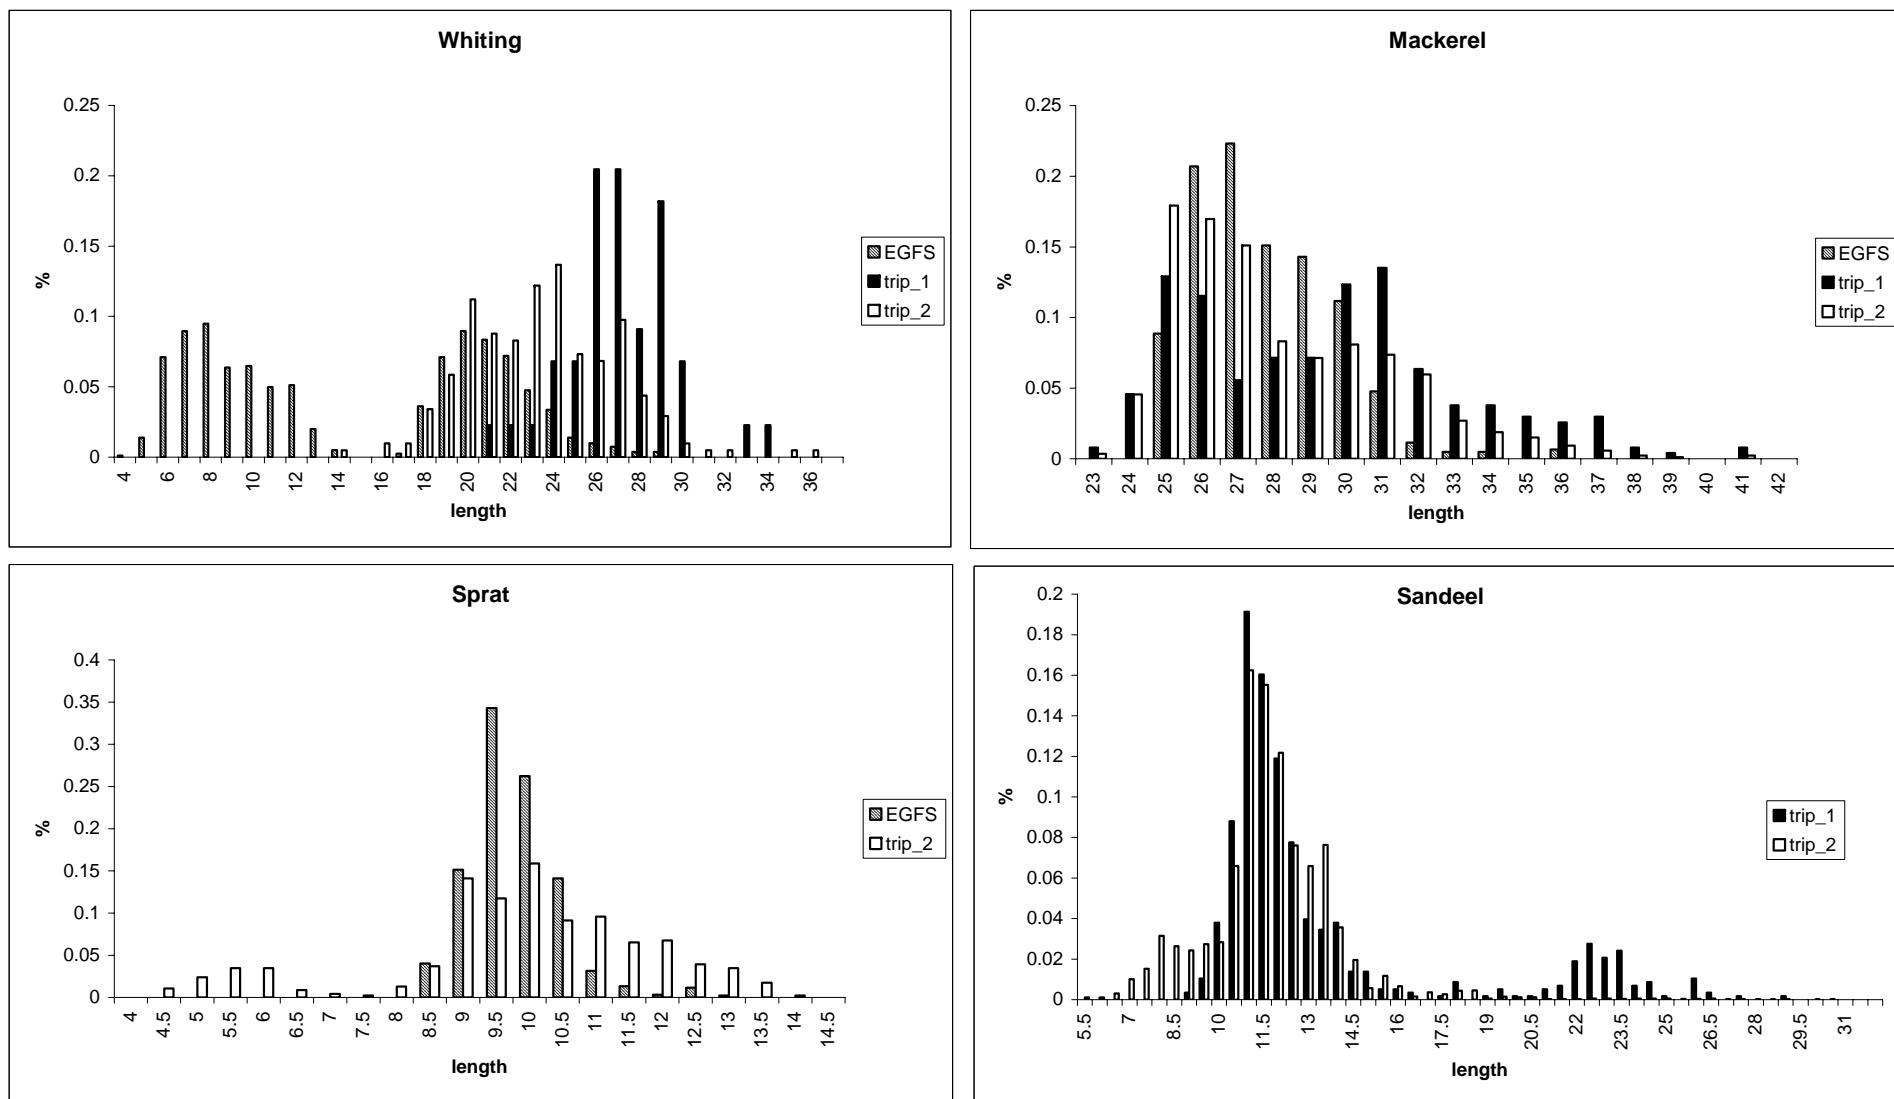 Whiting
0.25
0.2
0.15
0.1
0.05
0
%
4 6 8 10 12 14 16 18 20 22 24 26 28 30 32 34 36
length
EGFS
trip_1
trip_2
Mackerel
0.25
0.2
0.15
0.1
0.05
0
%
23 24 25 26 27 28 29 30 31 32 33 34 35 36 37 38 39 40 41 42
length
EGFS
trip_1
trip_2
Sprat
0.4
0.35
0.3
0.25
0.2
0.15
0.1
0.05
0
%
4 4.5 5 5.5 6 6.5 7 7.5 8 8.5 9 9.5 10 10.5 11 11.5 12 12.5 13 13.5 14 14.5
length
EGFS
trip_2
Sandeel
0.2
0.18
0.16
0.14
0.12
0.1
0.08
0.06
0.04
0.02
0
%
5.5 7 8.5 10 11.5 13 14.5 16 17.5 19 20.5 22 23.5 25 26.5 28 29.5 31
length
trip_1
trip_2